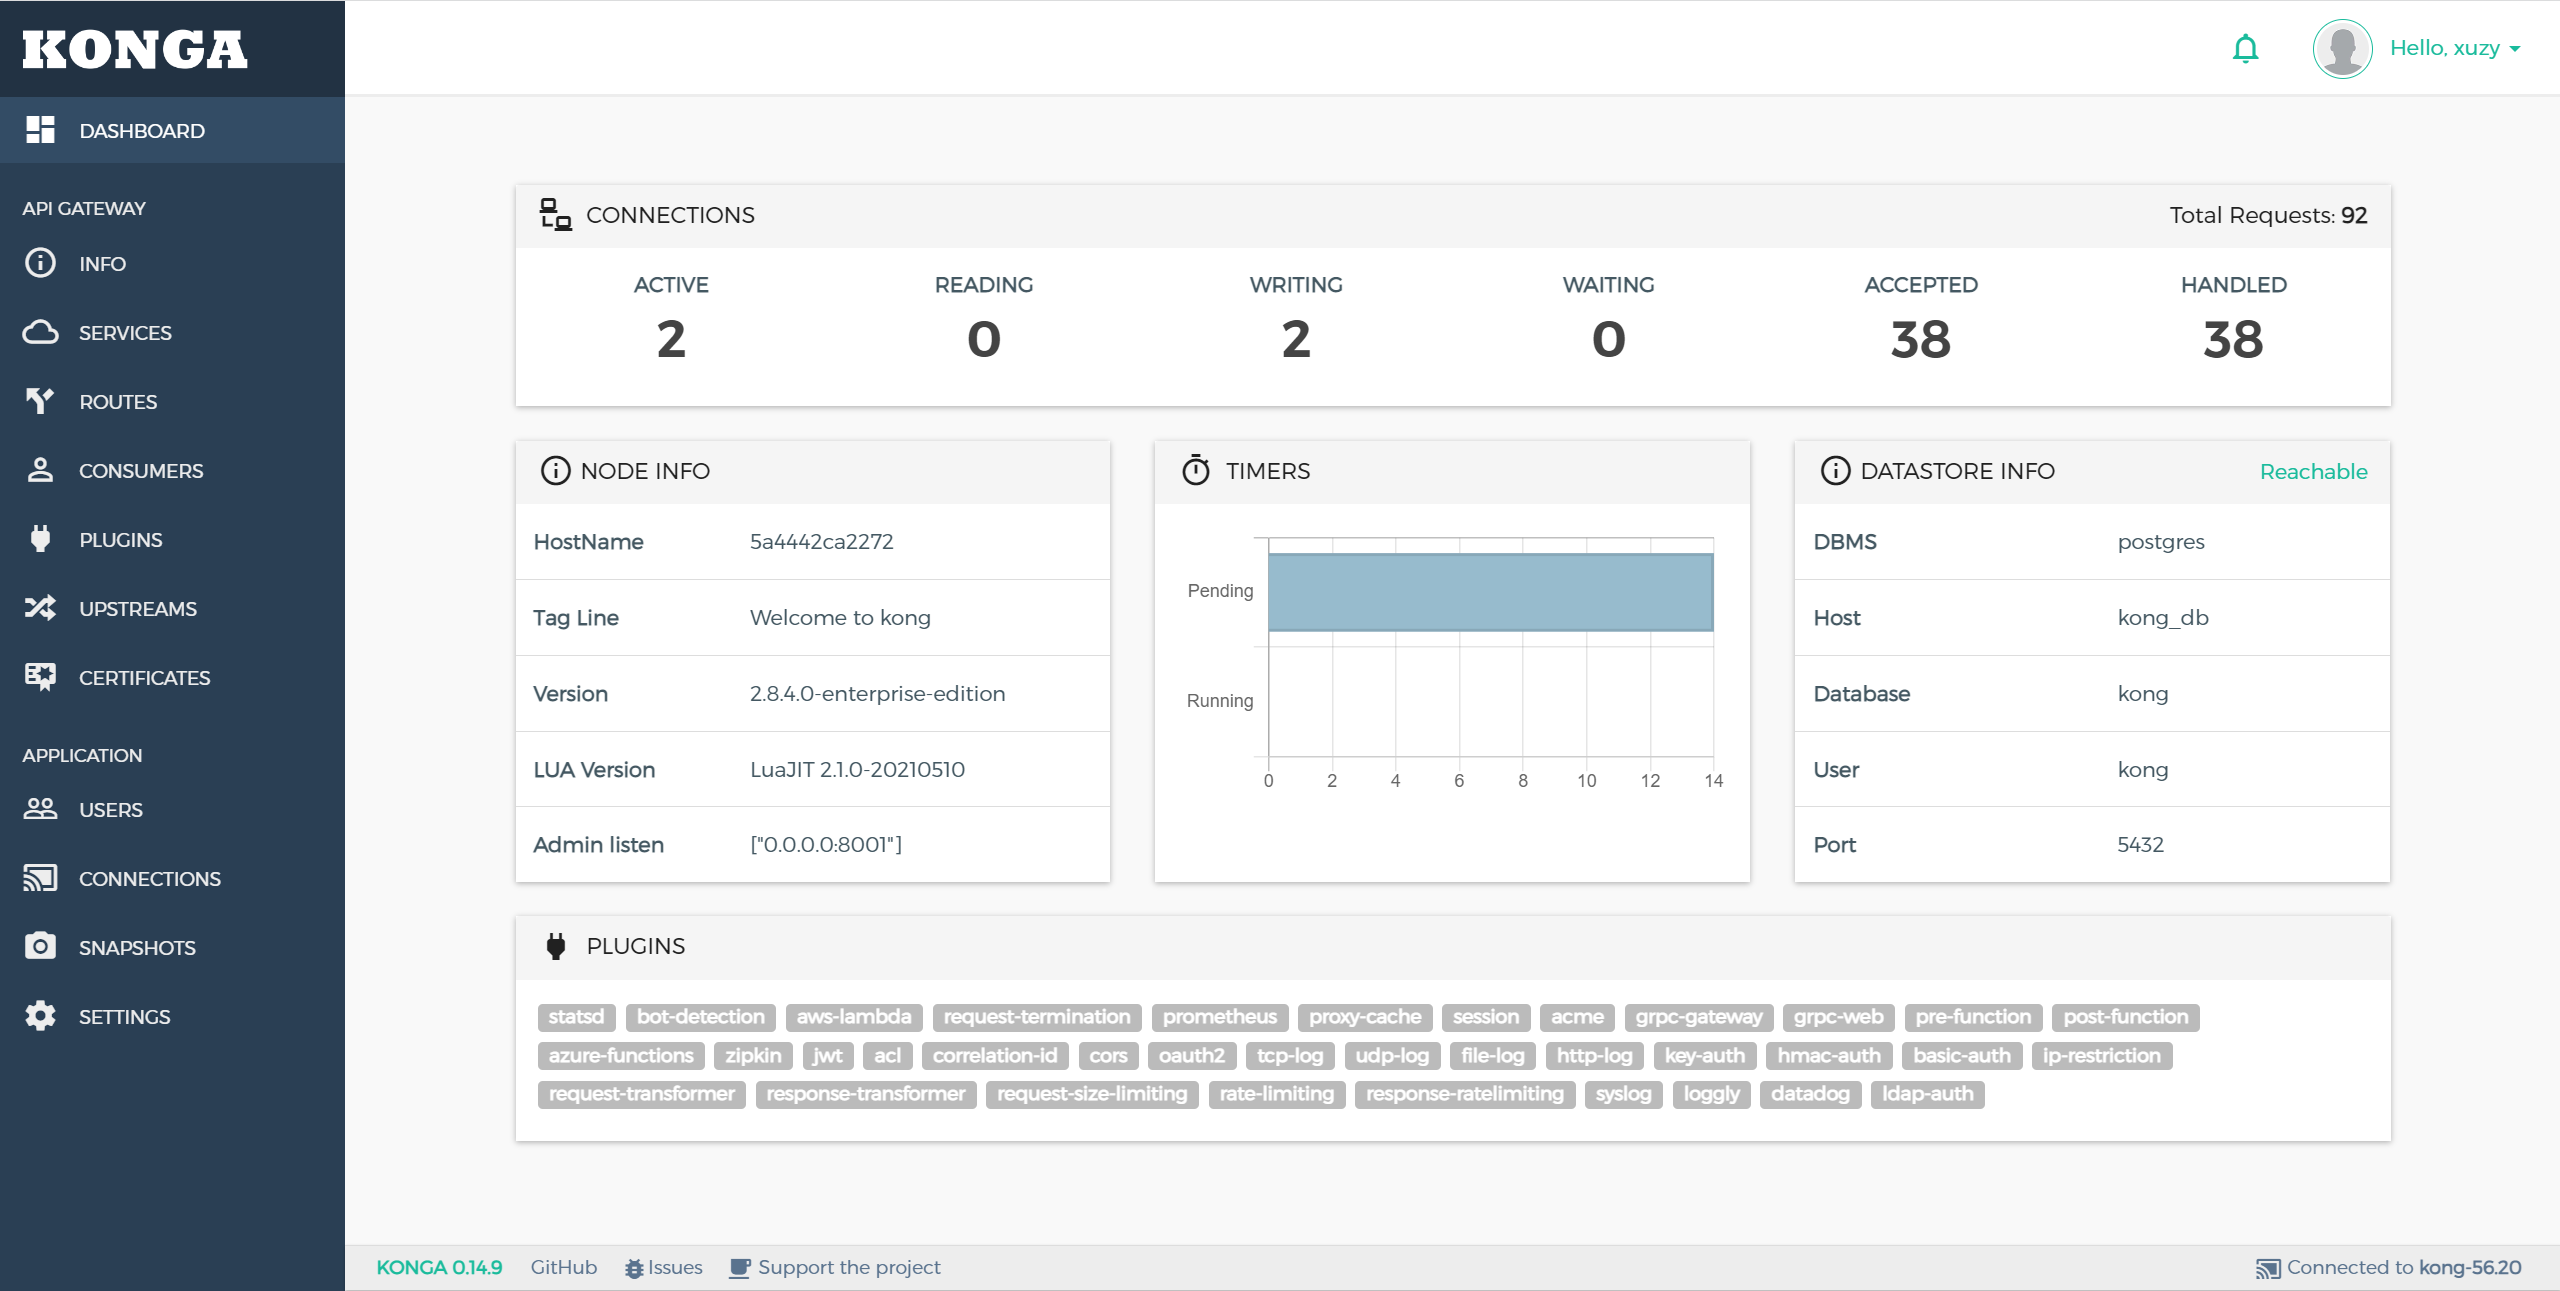 KONGA
DASHBOARD
API GATEWAY
INFO
SERVICES
ROUTES
CONSUMERS
PLUGINS
UPSTREAMS
CERTIFICATES
APPLICATION
USERS
CONNECTIONS
SNAPSHOTS
SETTINGS
Hello, xuzy
CONNECTIONS Total Requests: 92
ACTIVE READING WRITING WAITING ACCEPTED HANDLED
2 0 2 0 38 38
NODE INFO
HostName 5a4442ca2272
Tag Line Welcome to kong
Version 2.8.4.0-enterprise-edition
LUA Version LuaJIT 2.1.0-20210510
Admin listen ["0.0.0.0:8001"]
TIMERS
Pending
Running
0 2 4 6 8 10 12 14
DATASTORE INFO Reachable
DBMS postgres
Host kong_db
Database kong
User kong
Port 5432
PLUGINS
statsd bot-detection aws-lambda request-termination prometheus proxy-cache session acme grpc-gateway grpc-web pre-function post-function
azure-functions zipkin jwt acl correlation-id cors oauth2 tcp-log udp-log file-log http-log key-auth hmac-auth basic-auth ip-restriction
request-transformer response-transformer request-size-limiting rate-limiting response-ratelimiting syslog loggly datadog ldap-auth
KONGA 0.14.9 GitHub Issues Support the project Connected to kong-56.20